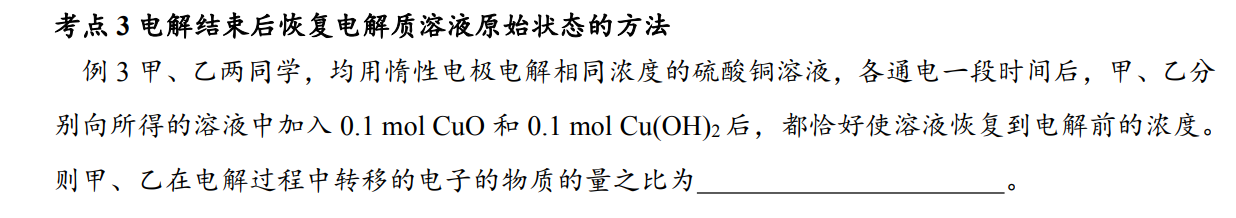 考点 3 电解结束后恢复电解质溶液原始状态的方法
例 3 甲、乙两同学，均用惰性电极电解相同浓度的硫酸铜溶液，各通电一段时间后，甲、乙分
别向所得的溶液中加入 0.1 mol CuO 和 0.1 mol Cu(OH)₂ 后，都恰好使溶液恢复到电解前的浓度。
则甲、乙在电解过程中转移的电子的物质的量之比为____________________。